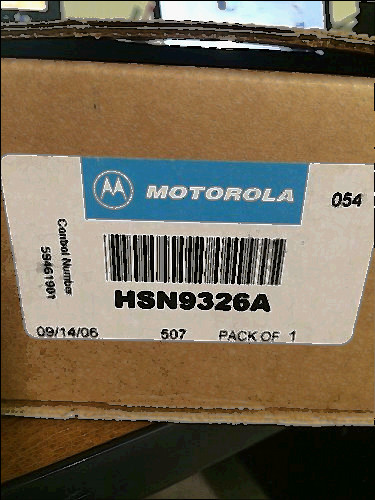 MOTOROLA
054
Control Number
59461901
HSN9326A
09/14/06 507 PACK OF 1